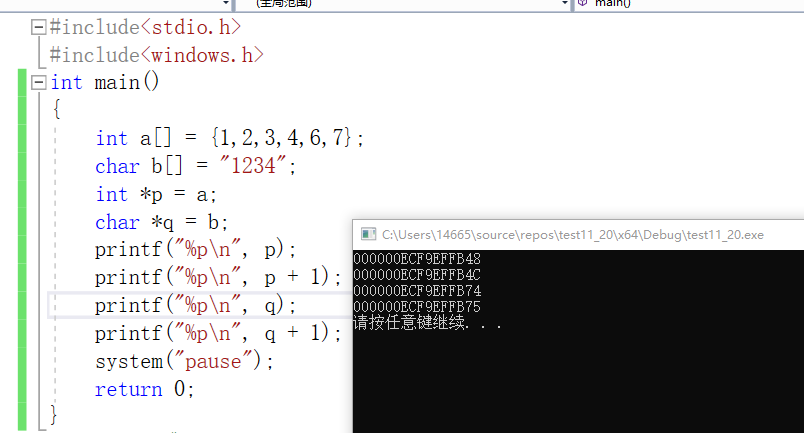 (全局范围) main()
#include<stdio.h>
#include<windows.h>
int main()
{
int a[] = {1,2,3,4,6,7};
char b[] = "1234";
int *p = a;
char *q = b;
printf("%p\n", p);
printf("%p\n", p + 1);
printf("%p\n", q);
printf("%p\n", q + 1);
system("pause");
return 0;
}
C:\Users\14665\source\repos\test11_20\x64\Debug\test11_20.exe
000000ECF9EFFB48
000000ECF9EFFB4C
000000ECF9EFFB74
000000ECF9EFFB75
请按任意键继续. . .